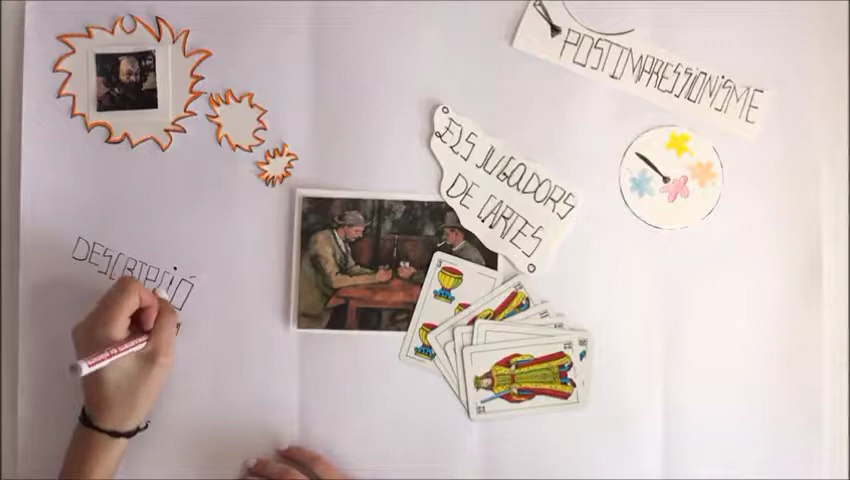 POSTIMPRESSIONISME
ELS JUGADORS
DE CARTES
DESCRIPCIÓ